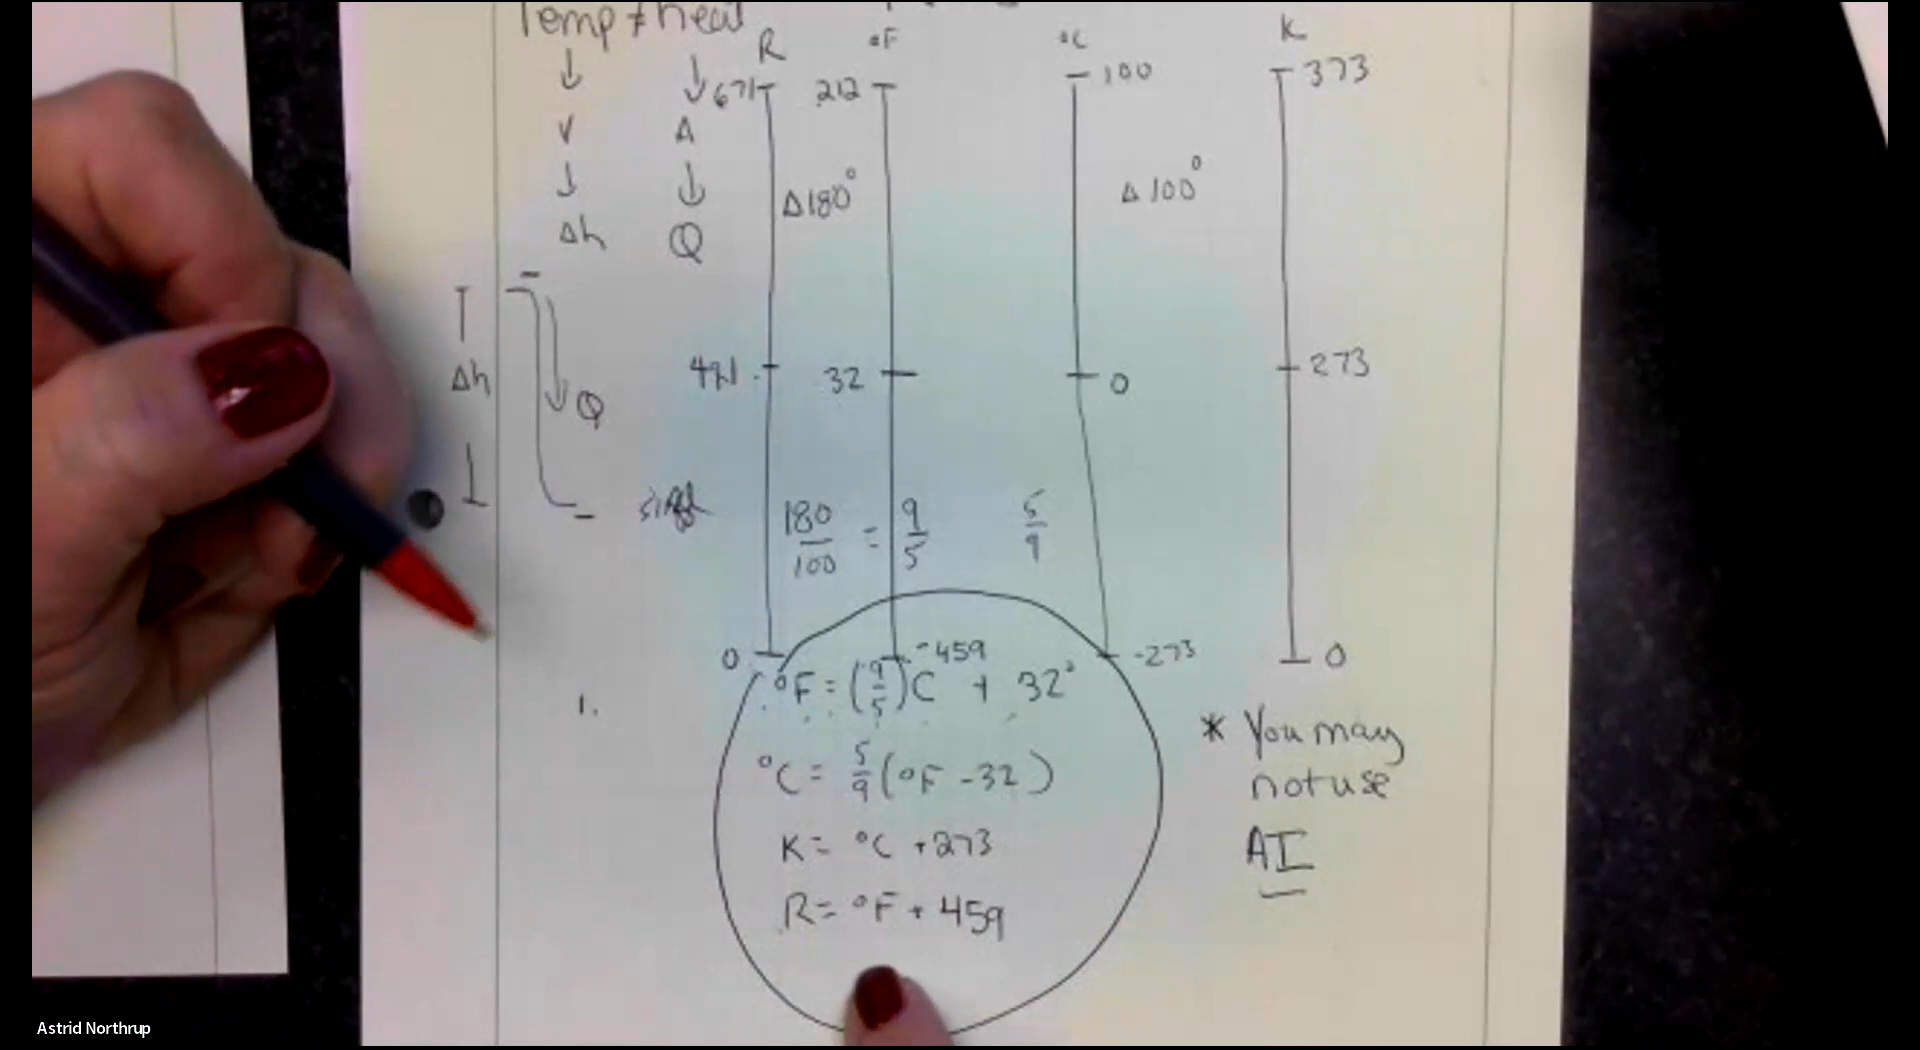 Temp ≠ heat
R °F °C K
↓ ↓ 671 212 100 373
V A
↓ ↓ Δ180° Δ100°
Δh Q
491 32 0 273
Δh Q
180/100 = 9/5 5/9
0 -459 -273 0
1. °F = (9/5)C + 32°
°C = 5/9(°F - 32)
K = °C + 273
R = °F + 459
* You may
not use
AI
Astrid Northrup